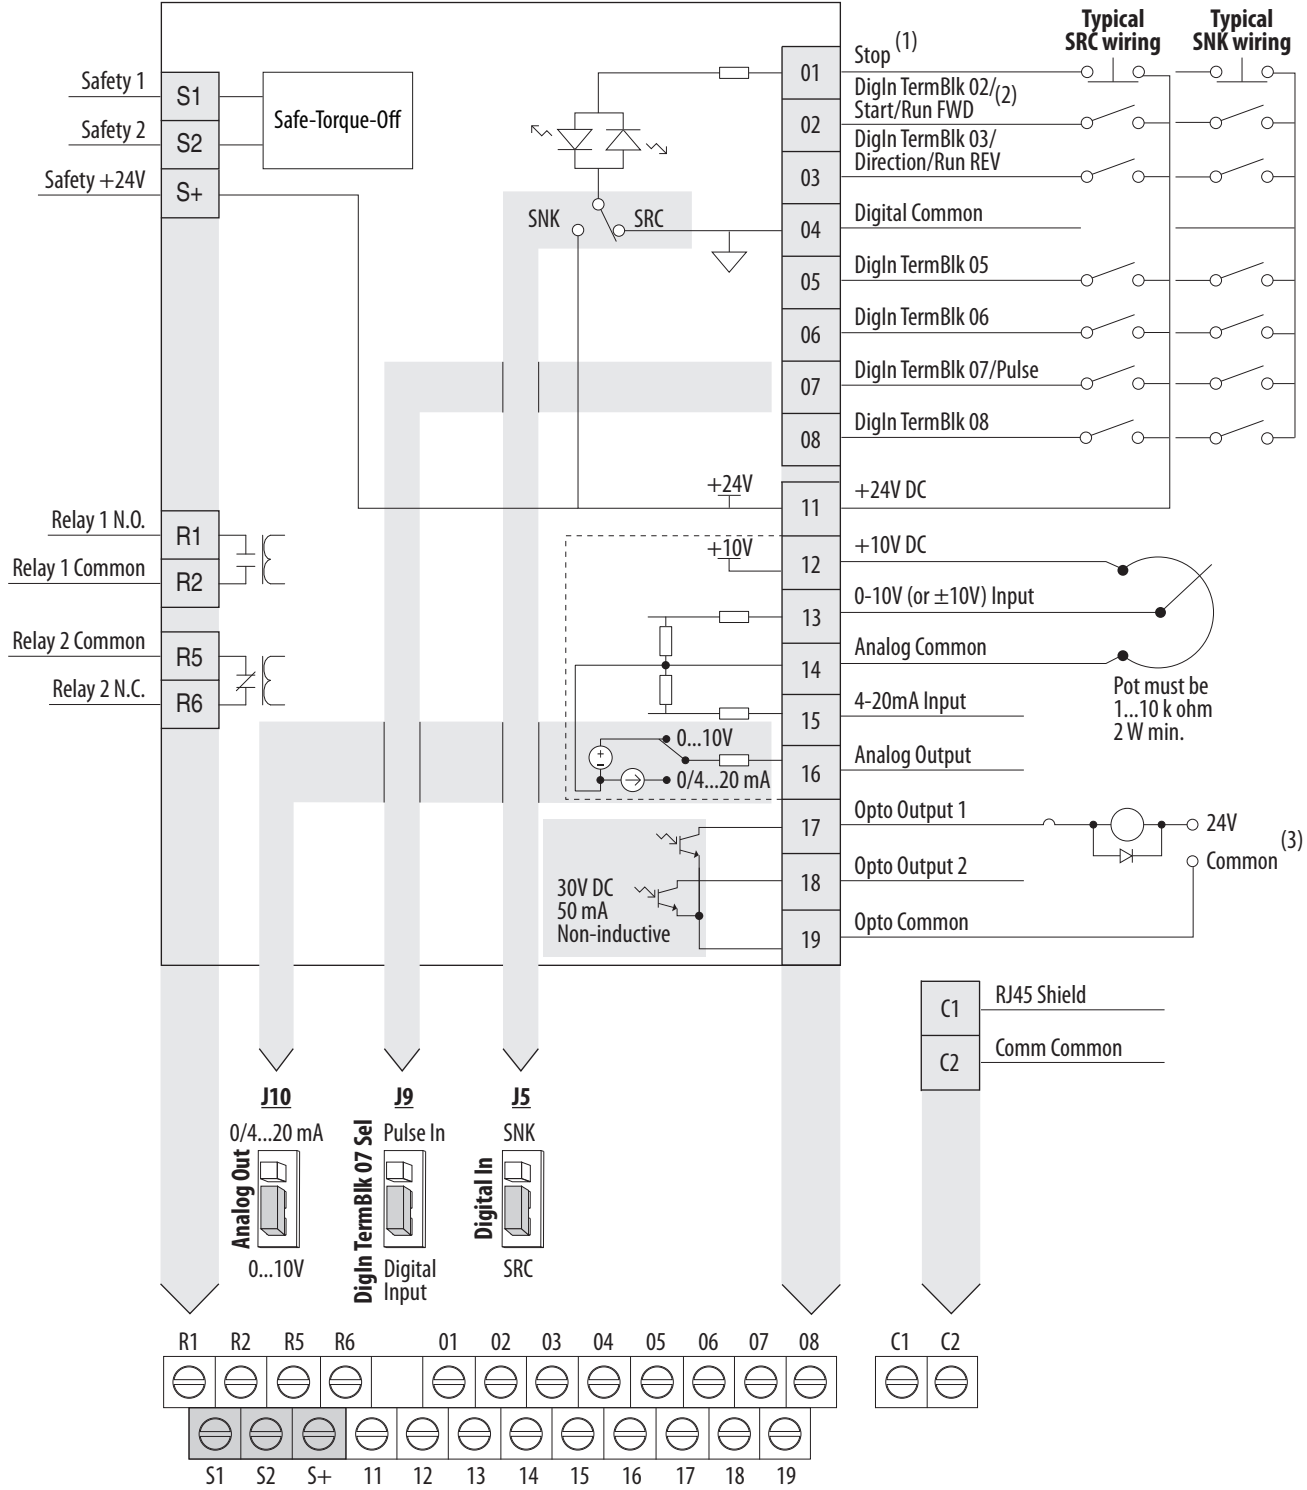 Typical
SRC wiring
Typical
SNK wiring
Safety 1
S1
Safety 2
S2
Safety +24V
S+
Safe-Torque-Off
SNK
SRC
01
Stop (1)
02
DigIn TermBlk 02/(2)
Start/Run FWD
03
DigIn TermBlk 03/
Direction/Run REV
04
Digital Common
05
DigIn TermBlk 05
06
DigIn TermBlk 06
07
DigIn TermBlk 07/Pulse
08
DigIn TermBlk 08
+24V
11
+24V DC
+10V
12
+10V DC
13
0-10V (or ±10V) Input
14
Analog Common
15
4-20mA Input
16
Analog Output
Pot must be
1...10 k ohm
2 W min.
Relay 1 N.O.
R1
Relay 1 Common
R2
Relay 2 Common
R5
Relay 2 N.C.
R6
0...10V
+
–
0/4...20 mA
17
Opto Output 1
24V
(3)
Common
18
Opto Output 2
19
Opto Common
30V DC
50 mA
Non-inductive
C1
RJ45 Shield
C2
Comm Common
J10
0/4...20 mA
Analog Out
0...10V
J9
DigIn TermBlk 07 Sel
Pulse In
Digital
Input
J5
SNK
Digital In
SRC
R1 R2 R5 R6 01 02 03 04 05 06 07 08 C1 C2
S1 S2 S+ 11 12 13 14 15 16 17 18 19